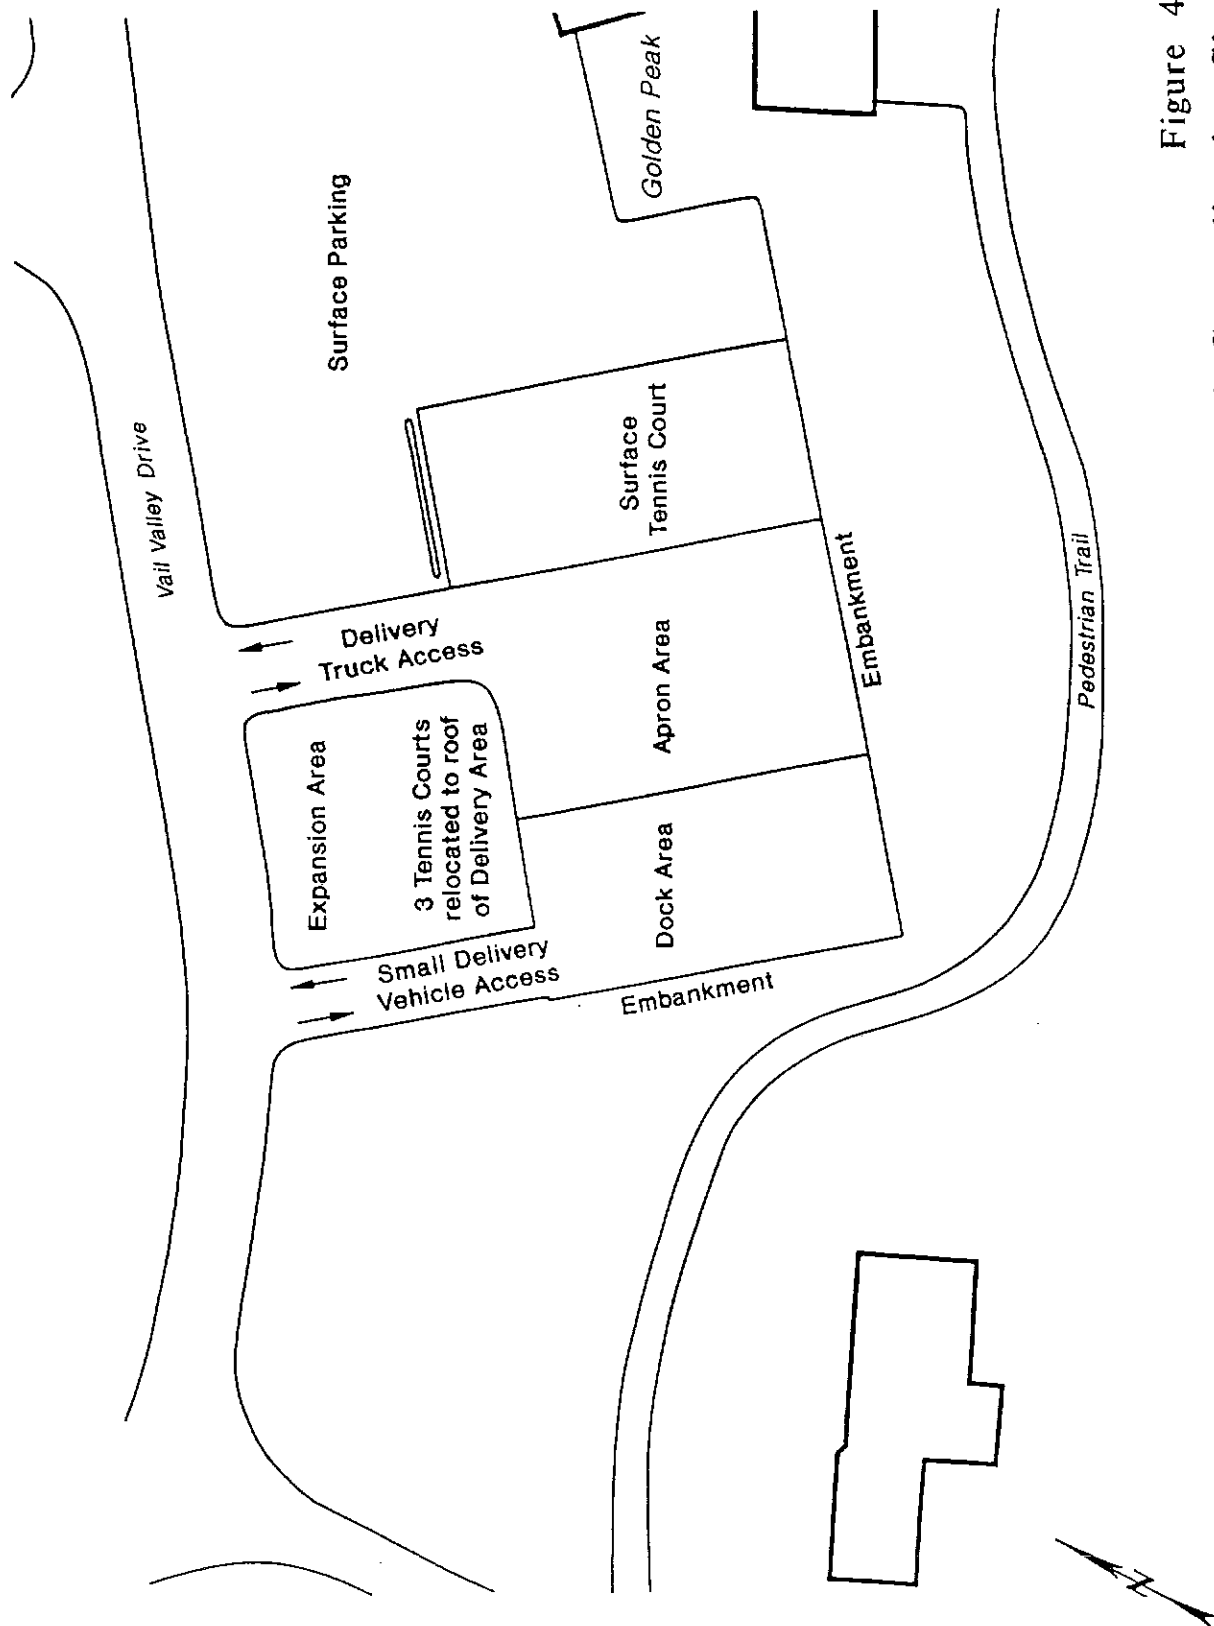 Vail Valley Drive
Surface Parking
Golden Peak
Delivery
Truck Access
Surface
Tennis Court
Expansion Area
3 Tennis Courts
relocated to roof
of Delivery Area
Small Delivery
Vehicle Access
Apron Area
Dock Area
Embankment
Embankment
Pedestrian Trail
N
Figure 4